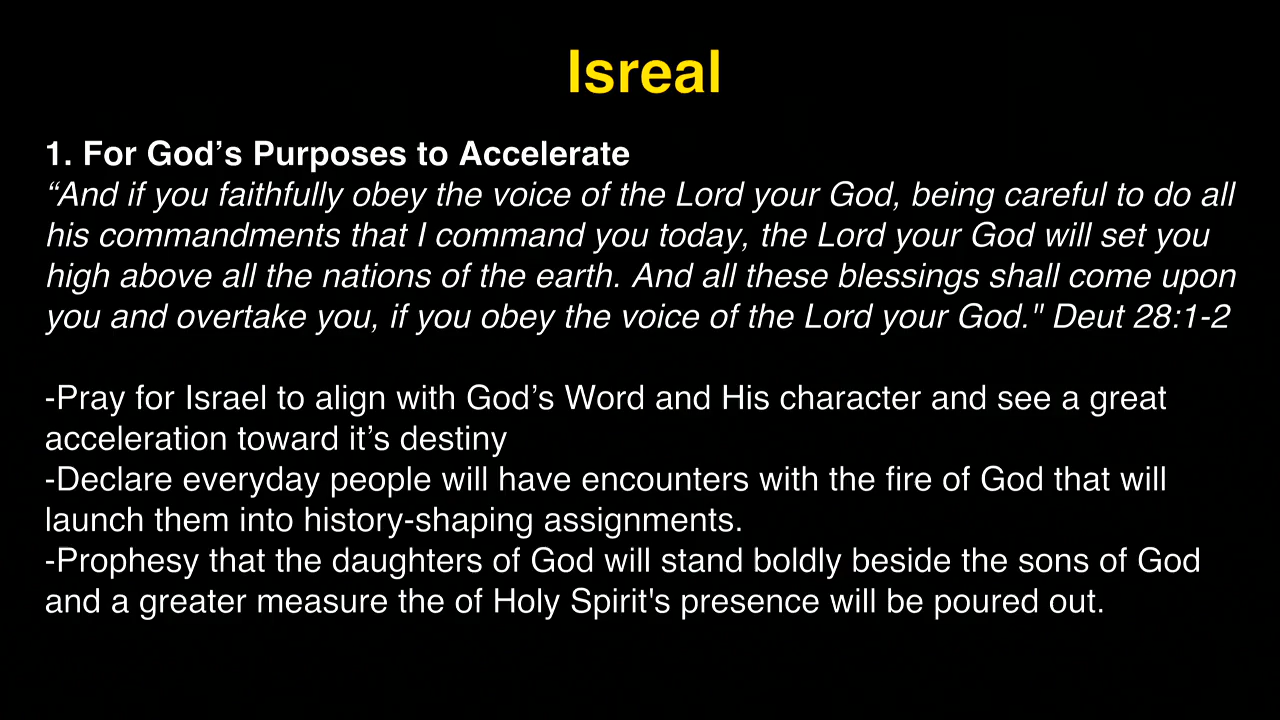 Isreal
1. For God’s Purposes to Accelerate
“And if you faithfully obey the voice of the Lord your God, being careful to do all
his commandments that I command you today, the Lord your God will set you
high above all the nations of the earth. And all these blessings shall come upon
you and overtake you, if you obey the voice of the Lord your God." Deut 28:1-2
-Pray for Israel to align with God’s Word and His character and see a great
acceleration toward it’s destiny
-Declare everyday people will have encounters with the fire of God that will
launch them into history-shaping assignments.
-Prophesy that the daughters of God will stand boldly beside the sons of God
and a greater measure the of Holy Spirit's presence will be poured out.